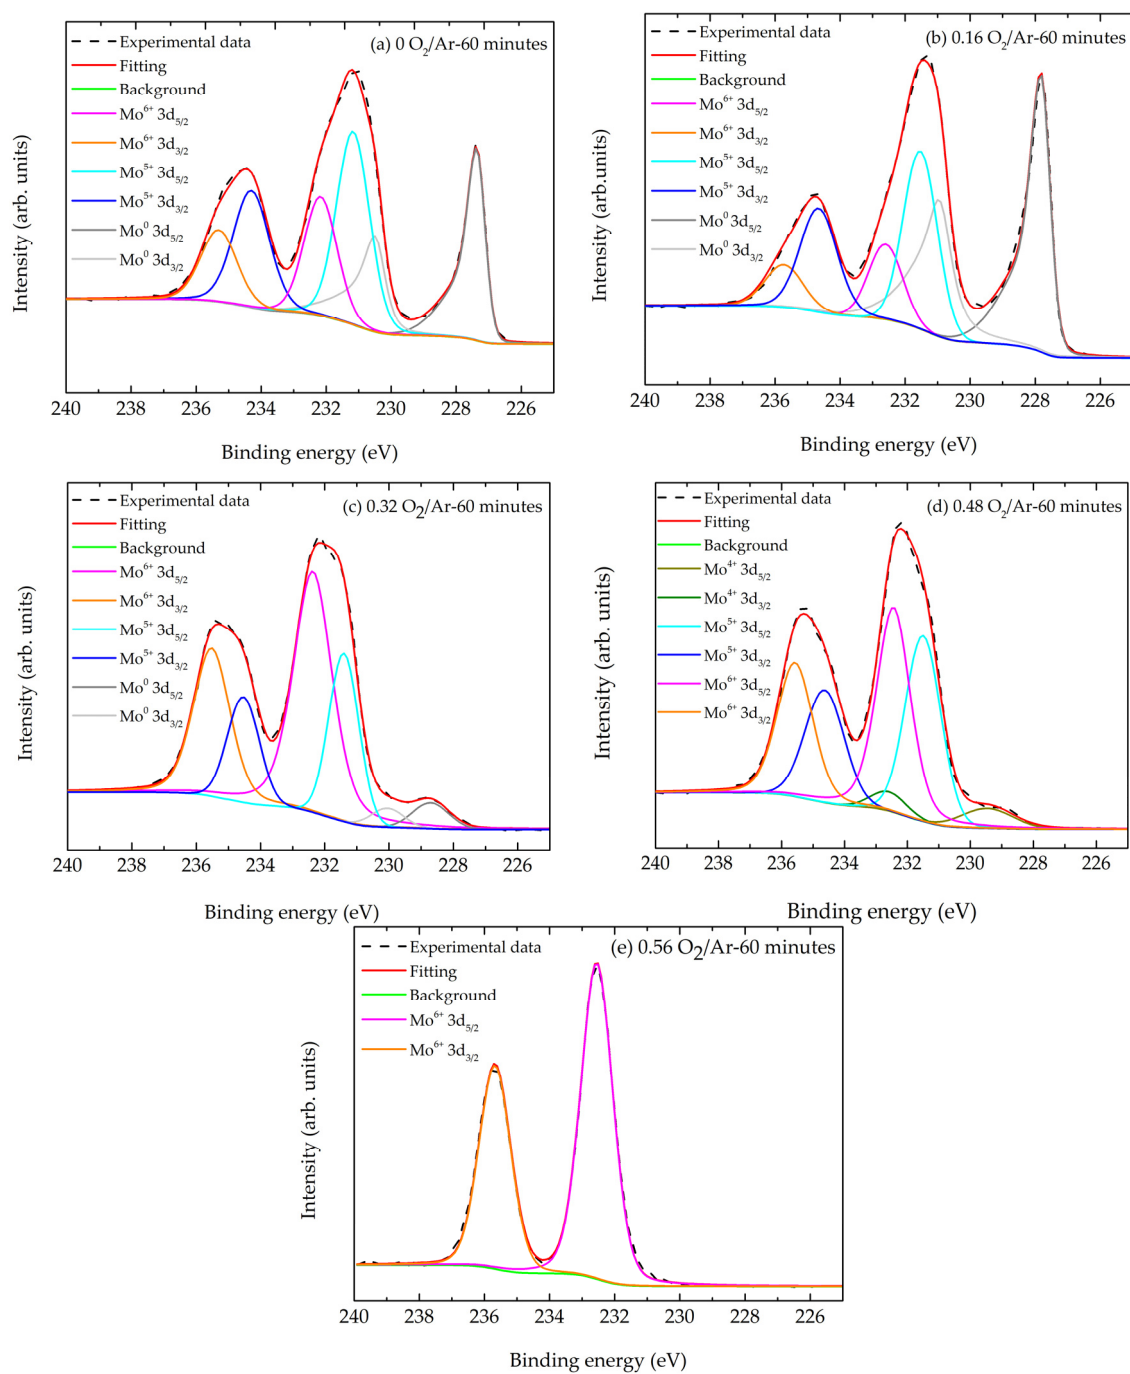 (a) 0 O₂/Ar-60 minutes
Experimental data
Fitting
Background
Mo⁶⁺ 3d₅/₂
Mo⁶⁺ 3d₃/₂
Mo⁵⁺ 3d₅/₂
Mo⁵⁺ 3d₃/₂
Mo⁰ 3d₅/₂
Mo⁰ 3d₃/₂
Intensity (arb. units)
240 238 236 234 232 230 228 226
Binding energy (eV)
(b) 0.16 O₂/Ar-60 minutes
Experimental data
Fitting
Background
Mo⁶⁺ 3d₅/₂
Mo⁶⁺ 3d₃/₂
Mo⁵⁺ 3d₅/₂
Mo⁵⁺ 3d₃/₂
Mo⁰ 3d₅/₂
Mo⁰ 3d₃/₂
Intensity (arb.units)
240 238 236 234 232 230 228 226
Binding energy (eV)
(c) 0.32 O2/Ar-60 minutes
Experimental data
Fitting
Background
Mo⁶⁺ 3d₅/₂
Mo⁶⁺ 3d₃/₂
Mo⁵⁺ 3d₅/₂
Mo⁵⁺ 3d₃/₂
Mo⁰ 3d₅/₂
Mo⁰ 3d₃/₂
Intensity (arb. units)
240 238 236 234 232 230 228 226
Binding energy (eV)
(d) 0.48 O₂/Ar-60 minutes
Experimental data
Fitting
Background
Mo⁴⁺ 3d₅/₂
Mo⁴⁺ 3d₃/₂
Mo⁵⁺ 3d₅/₂
Mo⁵⁺ 3d₃/₂
Mo⁶⁺ 3d₅/₂
Mo⁶⁺ 3d₃/₂
Intensity (arb. units)
240 238 236 234 232 230 228 226
Binding energy (eV)
(e) 0.56 O2/Ar-60 minutes
Experimental data
Fitting
Background
Mo⁶⁺ 3d₅/₂
Mo⁶⁺ 3d₃/₂
Intensity (arb. units)
240 238 236 234 232 230 228 226
Binding energy (eV)